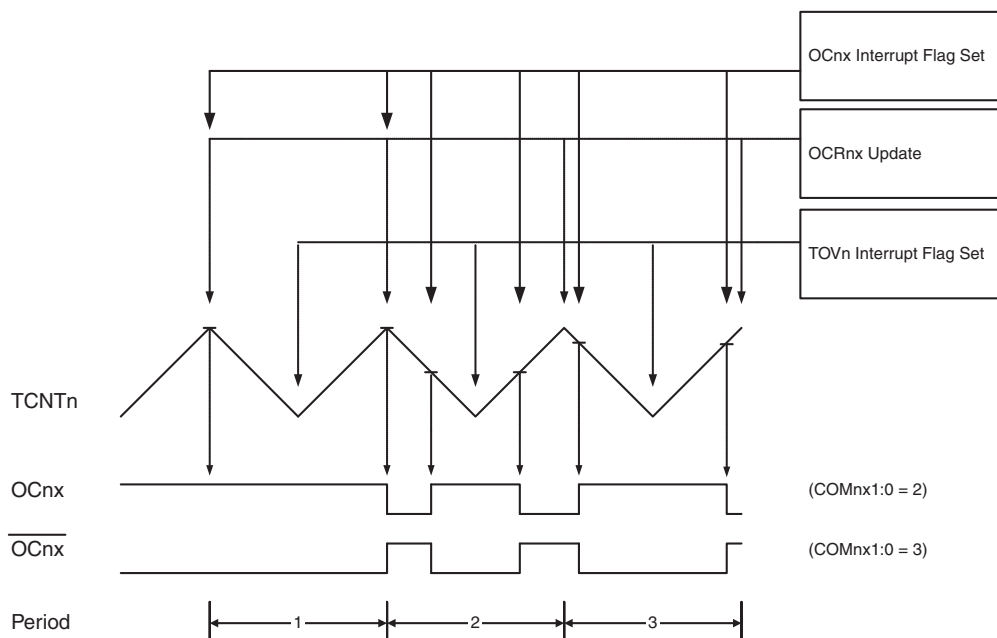 OCnx Interrupt Flag Set
OCRnx Update
TOVn Interrupt Flag Set
TCNTn
OCnx
(COMnx1:0 = 2)
OCnx
(COMnx1:0 = 3)
Period
1
2
3